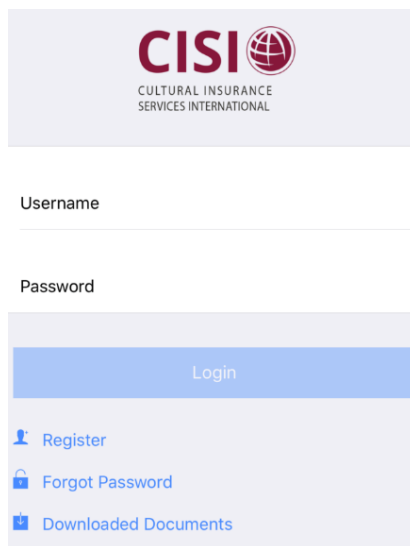 CISI
CULTURAL INSURANCE
SERVICES INTERNATIONAL
Username
Password
Login
Register
Forgot Password
Downloaded Documents